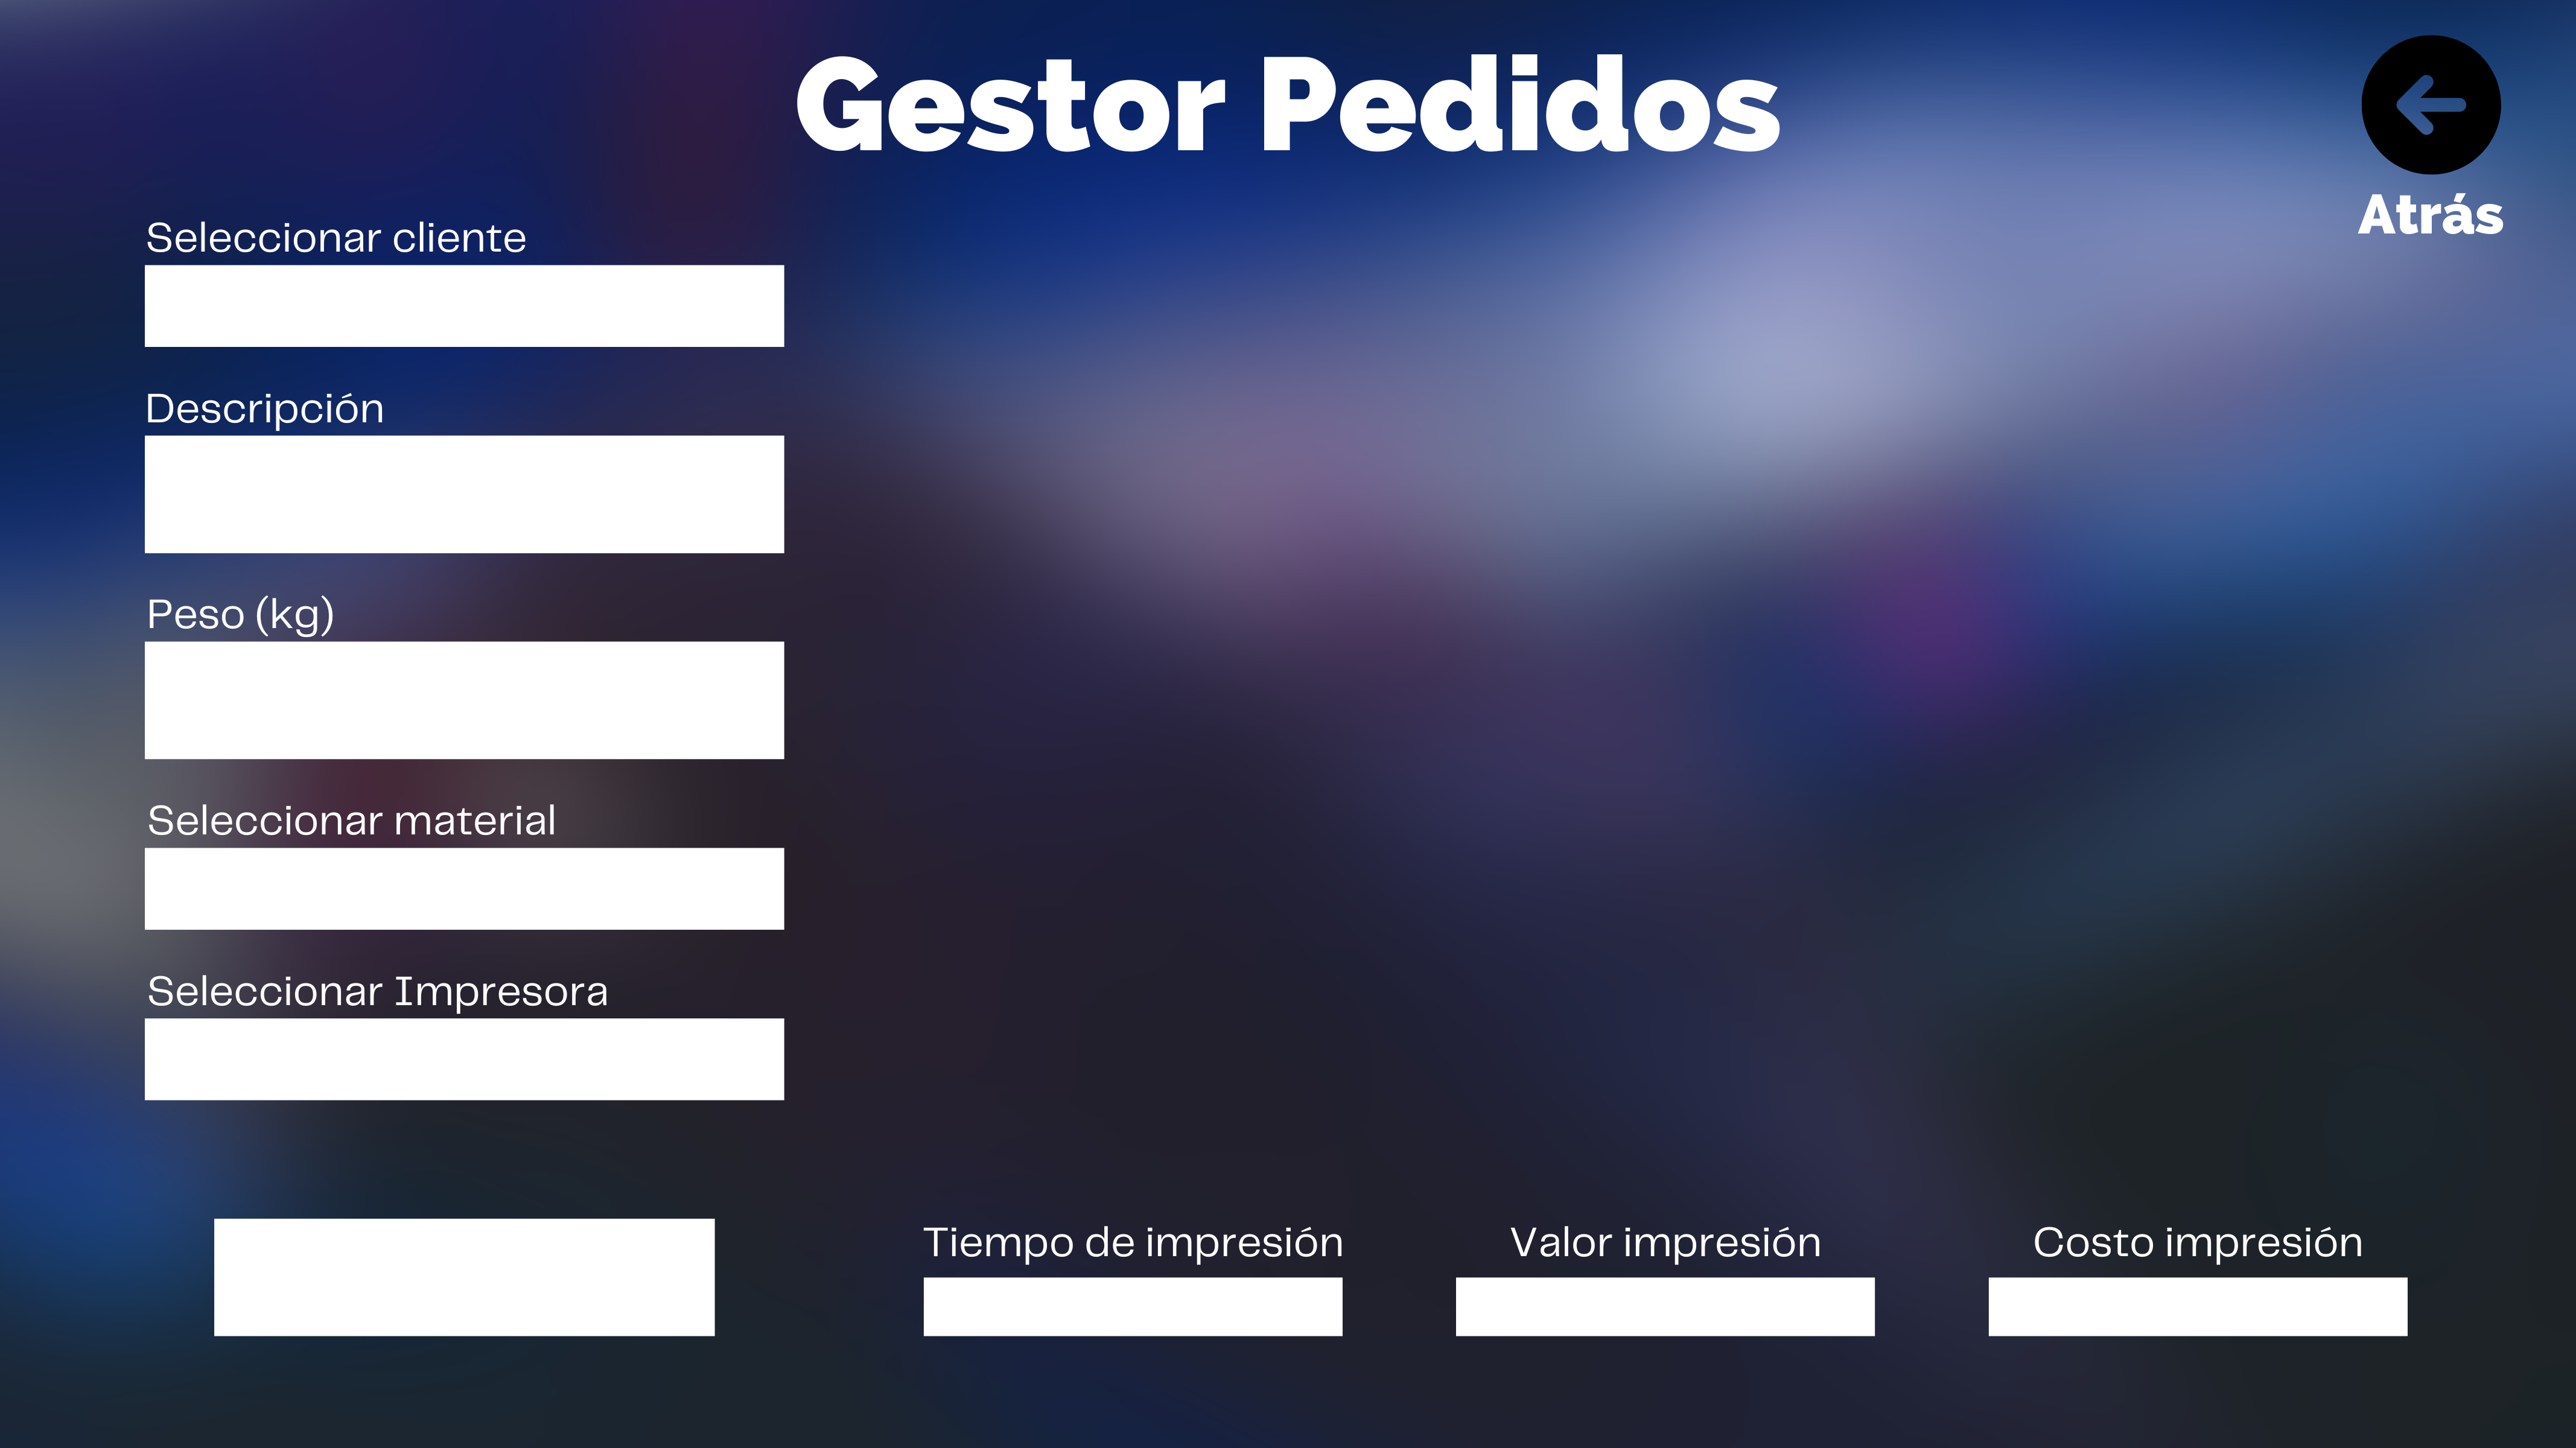 Gestor Pedidos
Atrás
Seleccionar cliente
Descripción
Peso (kg)
Seleccionar material
Seleccionar Impresora
Tiempo de impresión
Valor impresión
Costo impresión